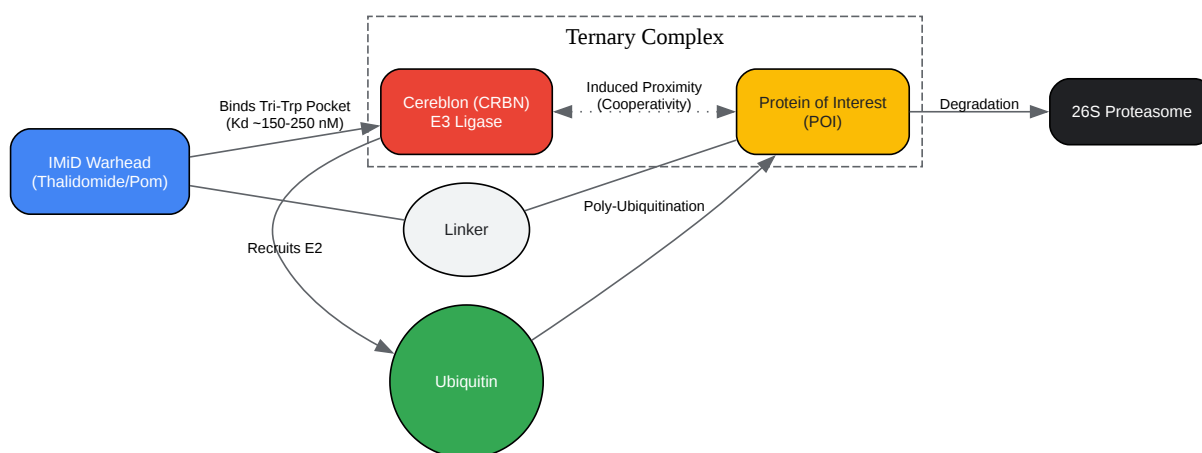 Ternary Complex
Binds Tri-Trp Pocket
(Kd ~150-250 nM)
Cereblon (CRBN)
E3 Ligase
Induced Proximity
(Cooperativity)
Protein of Interest
(POI)
Degradation
26S Proteasome
IMiD Warhead
(Thalidomide/Pom)
Linker
Poly-Ubiquitination
Recruits E2
Ubiquitin